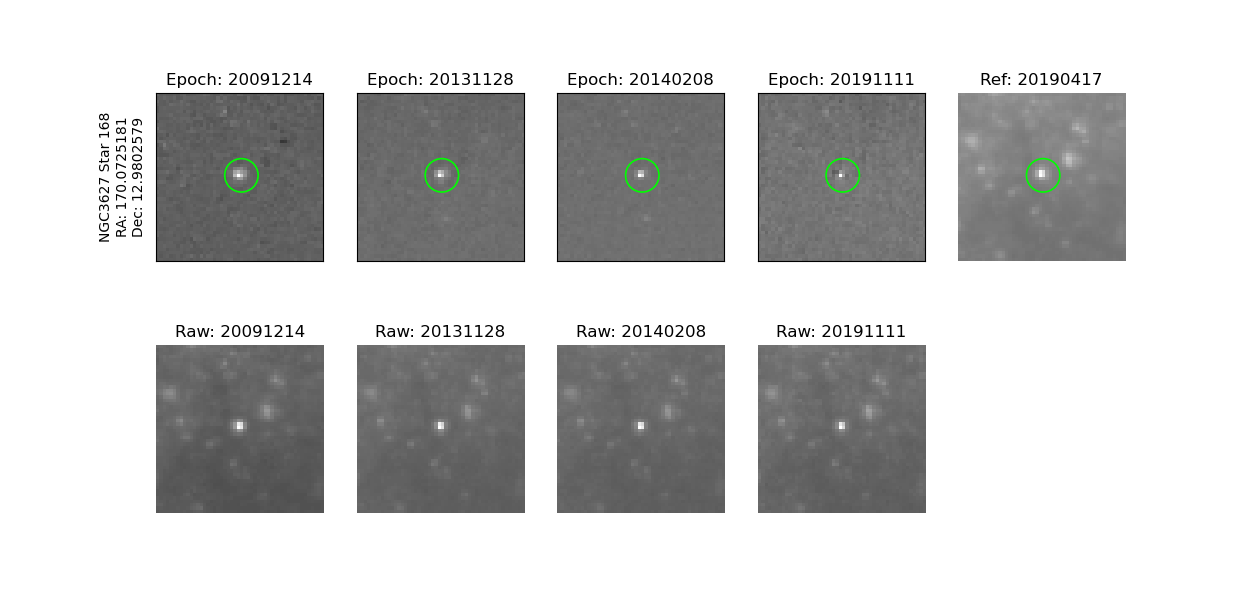 NGC3627 Star 168
RA: 170.0725181
Dec: 12.9802579
Epoch: 20091214
Epoch: 20131128
Epoch: 20140208
Epoch: 20191111
Ref: 20190417
Raw: 20091214
Raw: 20131128
Raw: 20140208
Raw: 20191111